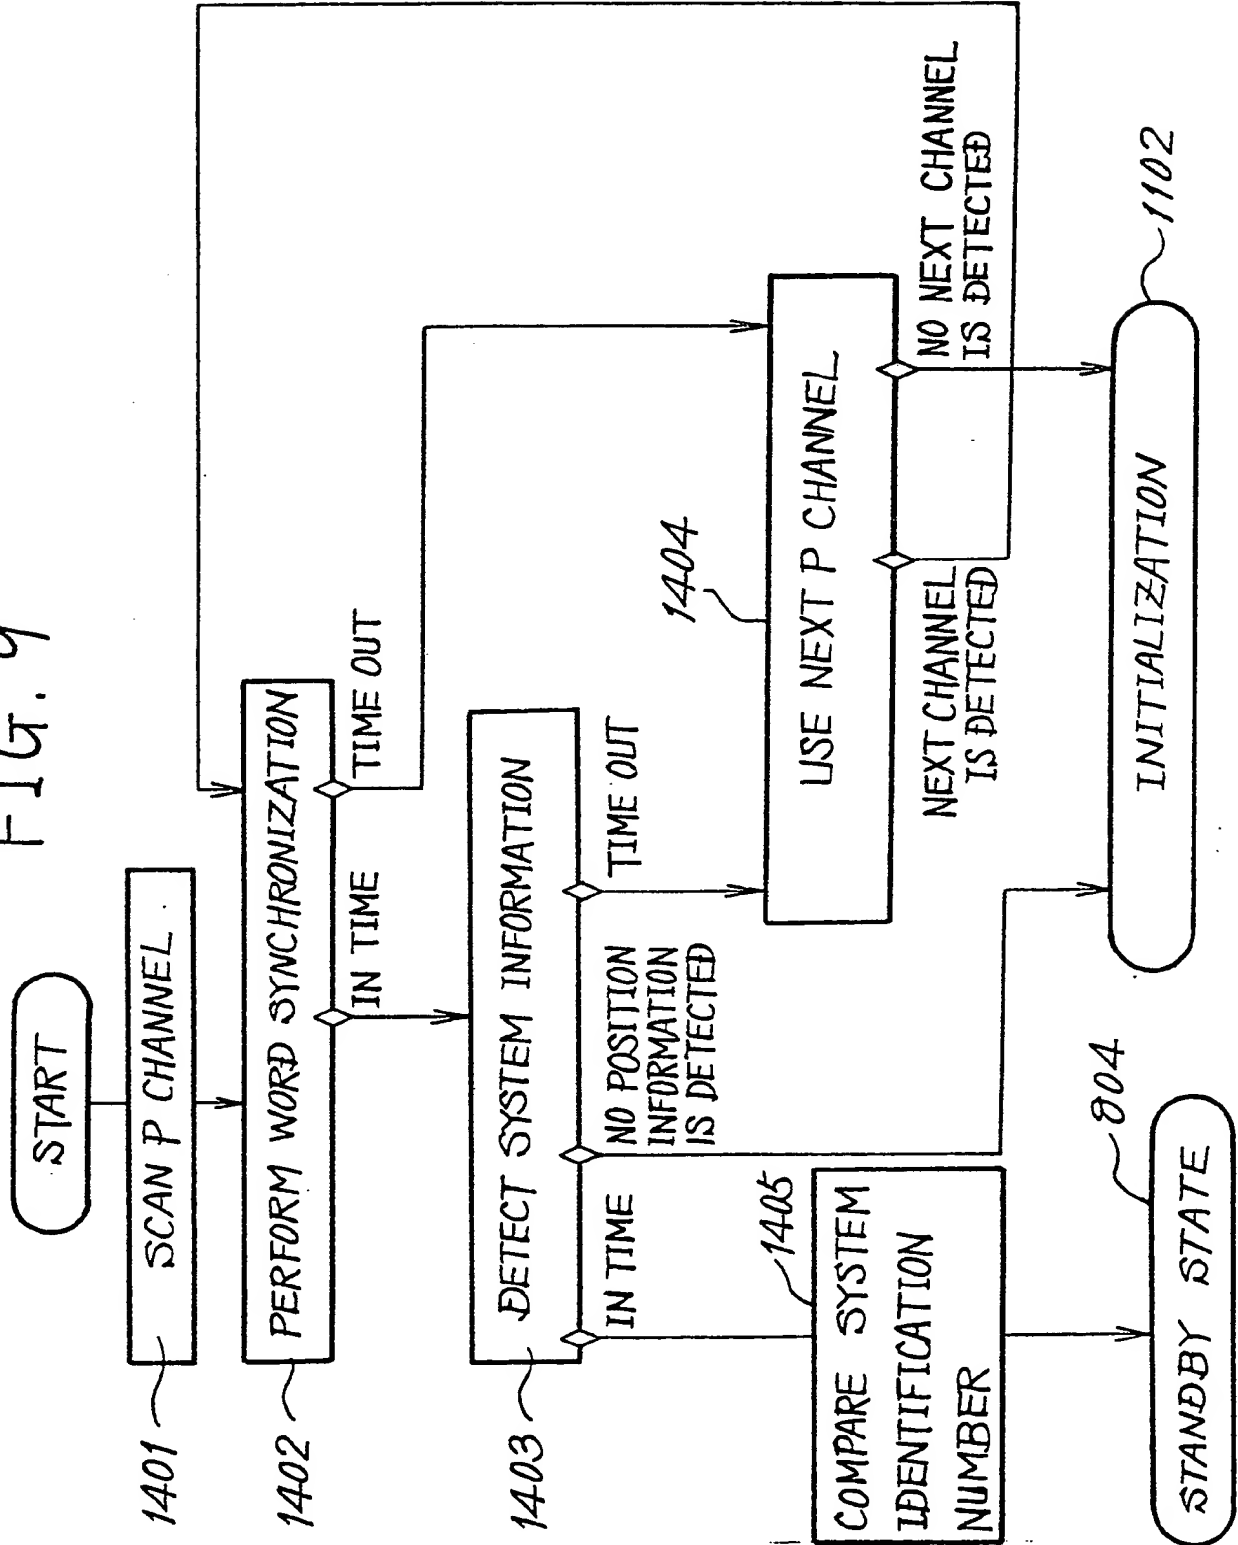 FIG. 9
START
SCAN P CHANNEL
1401
PERFORM WORD SYNCHRONIZATION
1402
IN TIME
TIME OUT
DETECT SYSTEM INFORMATION
1403
IN TIME
NO POSITION
INFORMATION
IS DETECTED
TIME OUT
1404
USE NEXT P CHANNEL
1405
COMPARE SYSTEM
IDENTIFICATION
NUMBER
NEXT CHANNEL
IS DETECTED
NO NEXT CHANNEL
IS DETECTED
804
STANDBY STATE
INITIALIZATION
1102